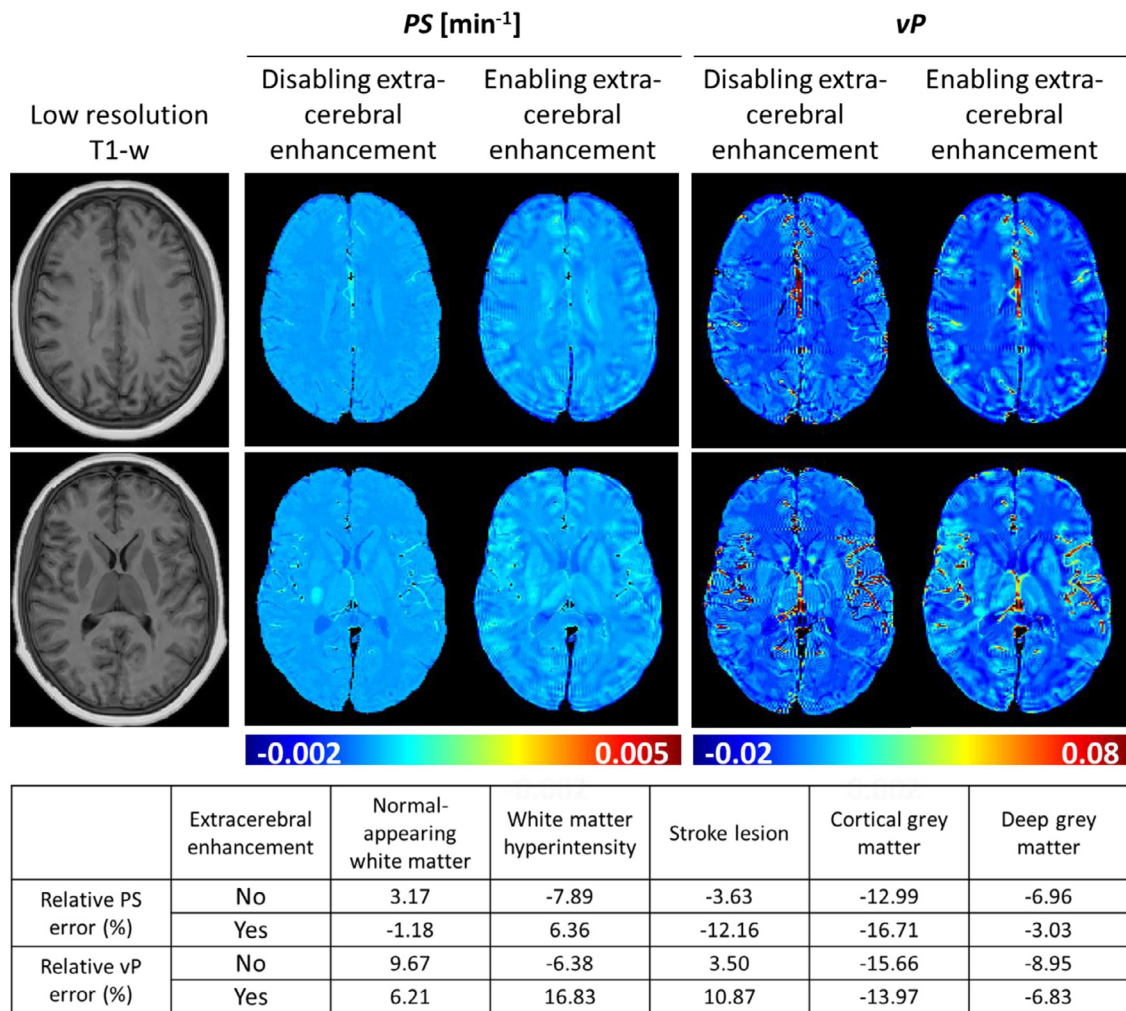 PS [min-1]
vP
Low resolution
T1-w
Disabling extra-
cerebral
enhancement
Enabling extra-
cerebral
enhancement
Disabling extra-
cerebral
enhancement
Enabling extra-
cerebral
enhancement
-0.002 0.005
-0.02 0.08
Extracerebral
enhancement
Normal-
appearing
white matter
White matter
hyperintensity
Stroke lesion
Cortical grey
matter
Deep grey
matter
Relative PS
error (%)
No 3.17 -7.89 -3.63 -12.99 -6.96
Yes -1.18 6.36 -12.16 -16.71 -3.03
Relative vP
error (%)
No 9.67 -6.38 3.50 -15.66 -8.95
Yes 6.21 16.83 10.87 -13.97 -6.83